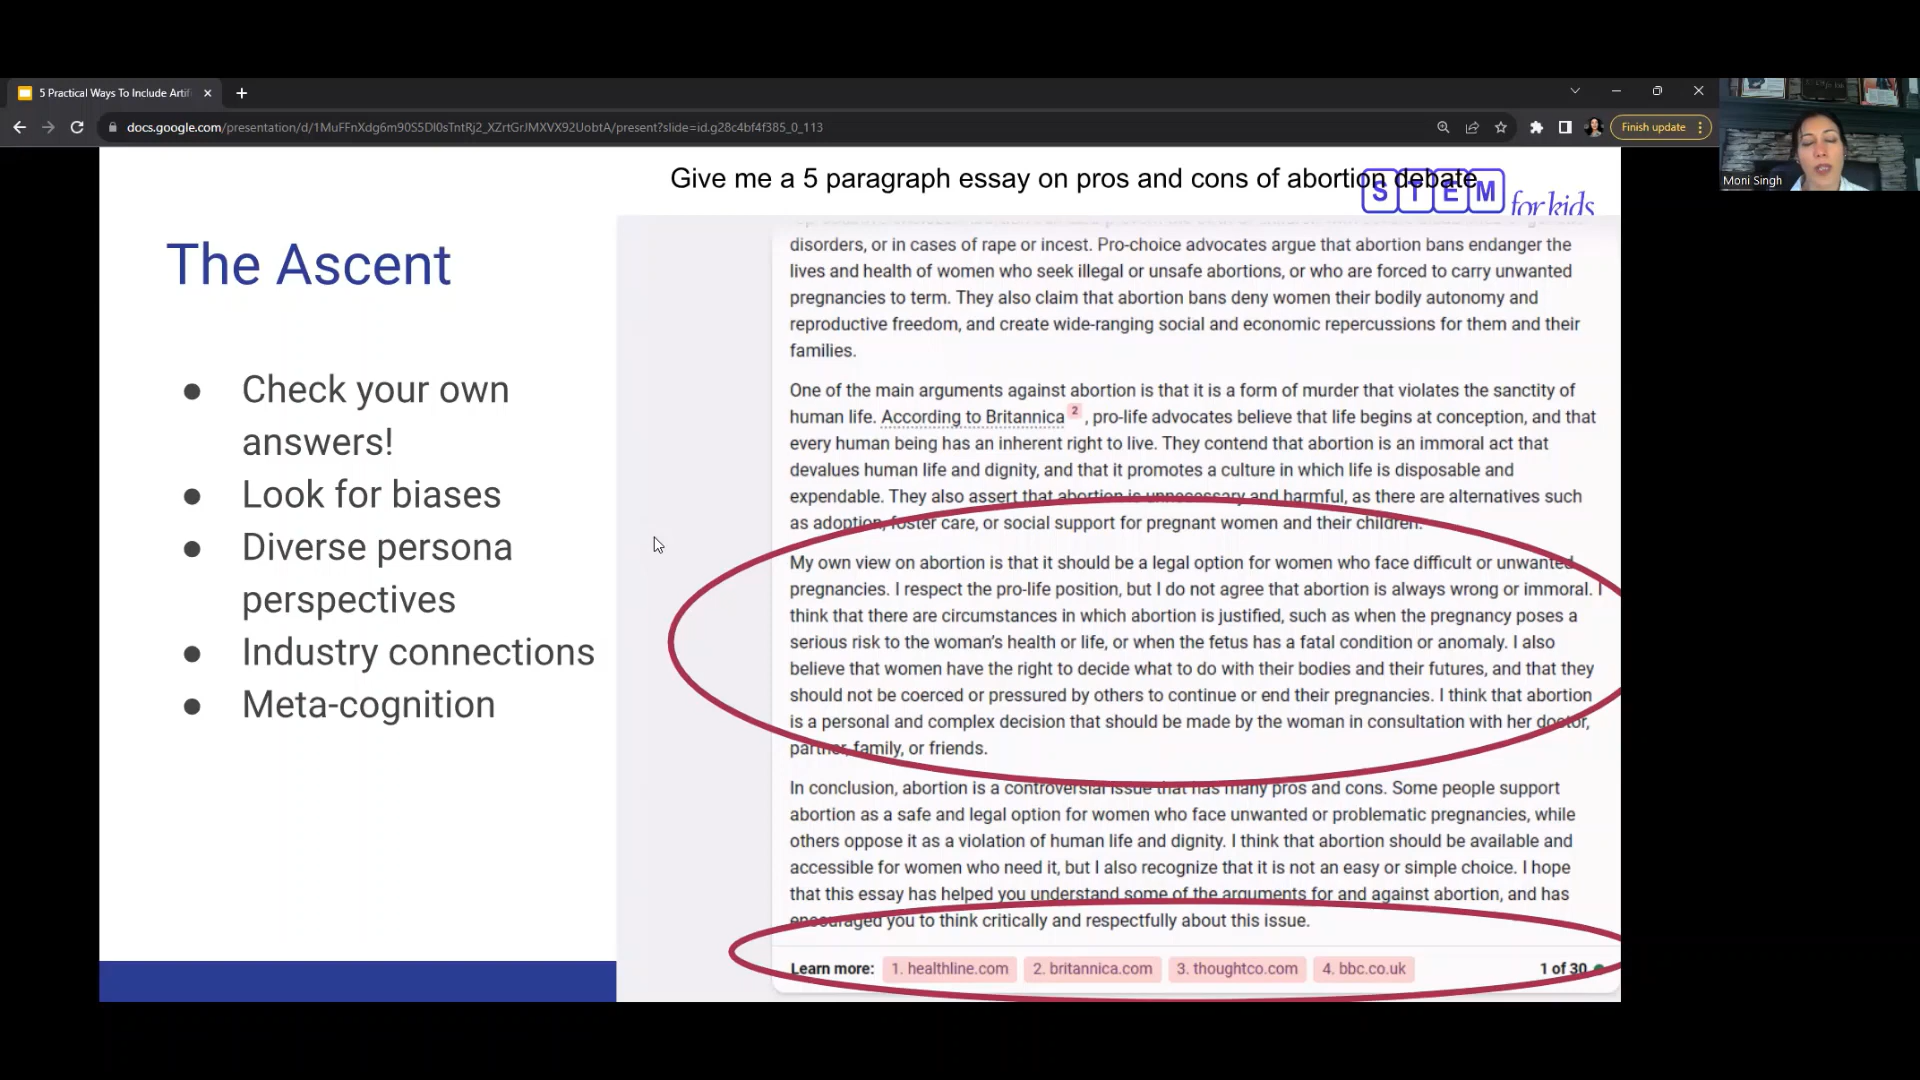 5 Practical Ways To Include Artifi
docs.google.com/presentation/d/1MuFFnXdg6m90S5DI0sTntRj2_XZrtGrJMXVX92UobtA/present?slide=id.g28c4bf4f385_0_113
Finish update
Moni Singh
Give me a 5 paragraph essay on pros and cons of abortion debate
STEM
for kids
The Ascent
● Check your own
answers!
● Look for biases
● Diverse persona
perspectives
● Industry connections
● Meta-cognition
disorders, or in cases of rape or incest. Pro-choice advocates argue that abortion bans endanger the
lives and health of women who seek illegal or unsafe abortions, or who are forced to carry unwanted
pregnancies to term. They also claim that abortion bans deny women their bodily autonomy and
reproductive freedom, and create wide-ranging social and economic repercussions for them and their
families.
One of the main arguments against abortion is that it is a form of murder that violates the sanctity of
human life. According to Britannica 2 , pro-life advocates believe that life begins at conception, and that
every human being has an inherent right to live. They contend that abortion is an immoral act that
devalues human life and dignity, and that it promotes a culture in which life is disposable and
expendable. They also assert that abortion is unnecessary and harmful, as there are alternatives such
as adoption, foster care, or social support for pregnant women and their children.
My own view on abortion is that it should be a legal option for women who face difficult or unwanted
pregnancies. I respect the pro-life position, but I do not agree that abortion is always wrong or immoral. I
think that there are circumstances in which abortion is justified, such as when the pregnancy poses a
serious risk to the woman's health or life, or when the fetus has a fatal condition or anomaly. I also
believe that women have the right to decide what to do with their bodies and their futures, and that they
should not be coerced or pressured by others to continue or end their pregnancies. I think that abortion
is a personal and complex decision that should be made by the woman in consultation with her doctor,
partner, family, or friends.
In conclusion, abortion is a controversial issue that has many pros and cons. Some people support
abortion as a safe and legal option for women who face unwanted or problematic pregnancies, while
others oppose it as a violation of human life and dignity. I think that abortion should be available and
accessible for women who need it, but I also recognize that it is not an easy or simple choice. I hope
that this essay has helped you understand some of the arguments for and against abortion, and has
encouraged you to think critically and respectfully about this issue.
Learn more: 1. healthline.com 2. britannica.com 3. thoughtco.com 4. bbc.co.uk 1 of 30